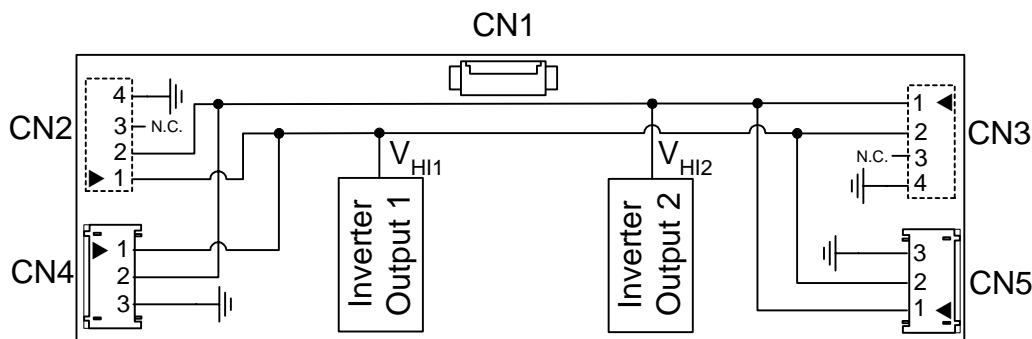 CN1
CN2
4
3 N.C.
2
1
CN4
1
2
3
V HI1
Inverter
Output 1
V HI2
Inverter
Output 2
1
2
N.C. 3
4
CN3
3
2
1
CN5